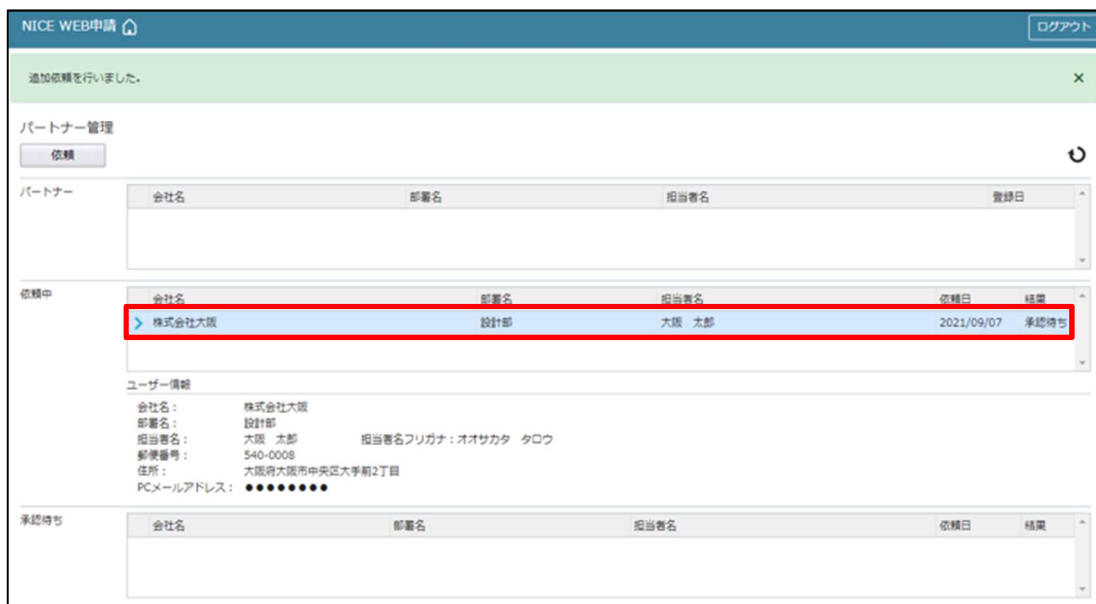 NICE WEB申請 ログアウト
追加依頼を行いました。 ×
パートナー管理
依頼
パートナー 会社名 部署名 担当者名 登録日
依頼中 会社名 部署名 担当者名 依頼日 結果
株式会社大阪 設計部 大阪 太郎 2021/09/07 承認待ち
ユーザー情報
会社名: 株式会社大阪
部署名: 設計部
担当者名: 大阪 太郎 担当者名フリガナ:オオサカタ タロウ
郵便番号: 540-0008
住所: 大阪府大阪市中央区大手前2丁目
PCメールアドレス: ●●●●●●●●
承認待ち 会社名 部署名 担当者名 依頼日 結果